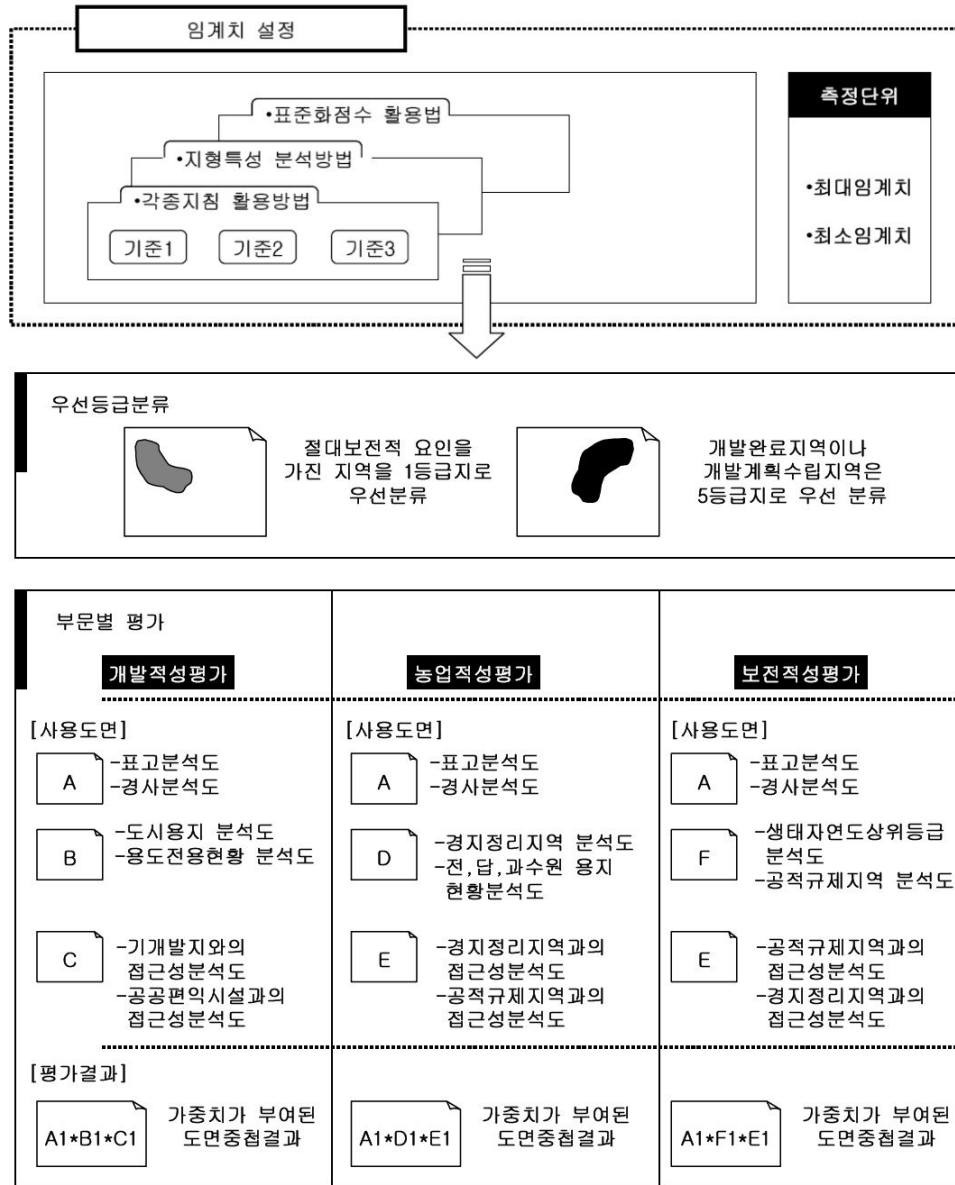 임계치 설정
•표준화점수 활용법
•지형특성 분석방법
•각종지침 활용방법
기준1 기준2 기준3
측정단위
•최대임계치
•최소임계치
우선등급분류
절대보전적 요인을
가진 지역을 1등급지로
우선분류
개발완료지역이나
개발계획수립지역은
5등급지로 우선 분류
부문별 평가
개발적성평가
[사용도면]
A
-표고분석도
-경사분석도
B
-도시용지 분석도
-용도전용현황 분석도
C
-기개발지와의
접근성분석도
-공공편익시설과의
접근성분석도
[평가결과]
A1*B1*C1
가중치가 부여된
도면중첩결과
농업적성평가
[사용도면]
A
-표고분석도
-경사분석도
D
-경지정리지역 분석도
-전,답,과수원 용지
현황분석도
E
-경지정리지역과의
접근성분석도
-공적규제지역과의
접근성분석도
A1*D1*E1
가중치가 부여된
도면중첩결과
보전적성평가
[사용도면]
A
-표고분석도
-경사분석도
F
-생태자연도상위등급
분석도
-공적규제지역 분석도
E
-공적규제지역과의
접근성분석도
-경지정리지역과의
접근성분석도
A1*F1*E1
가중치가 부여된
도면중첩결과